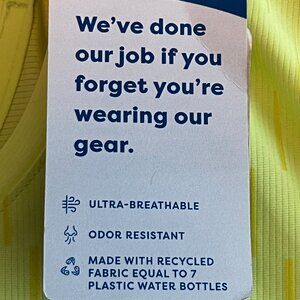 We've done
our job if you
forget you're
wearing our
gear.
ULTRA-BREATHABLE
ODOR RESISTANT
MADE WITH RECYCLED
FABRIC EQUAL TO 7
PLASTIC WATER BOTTLES